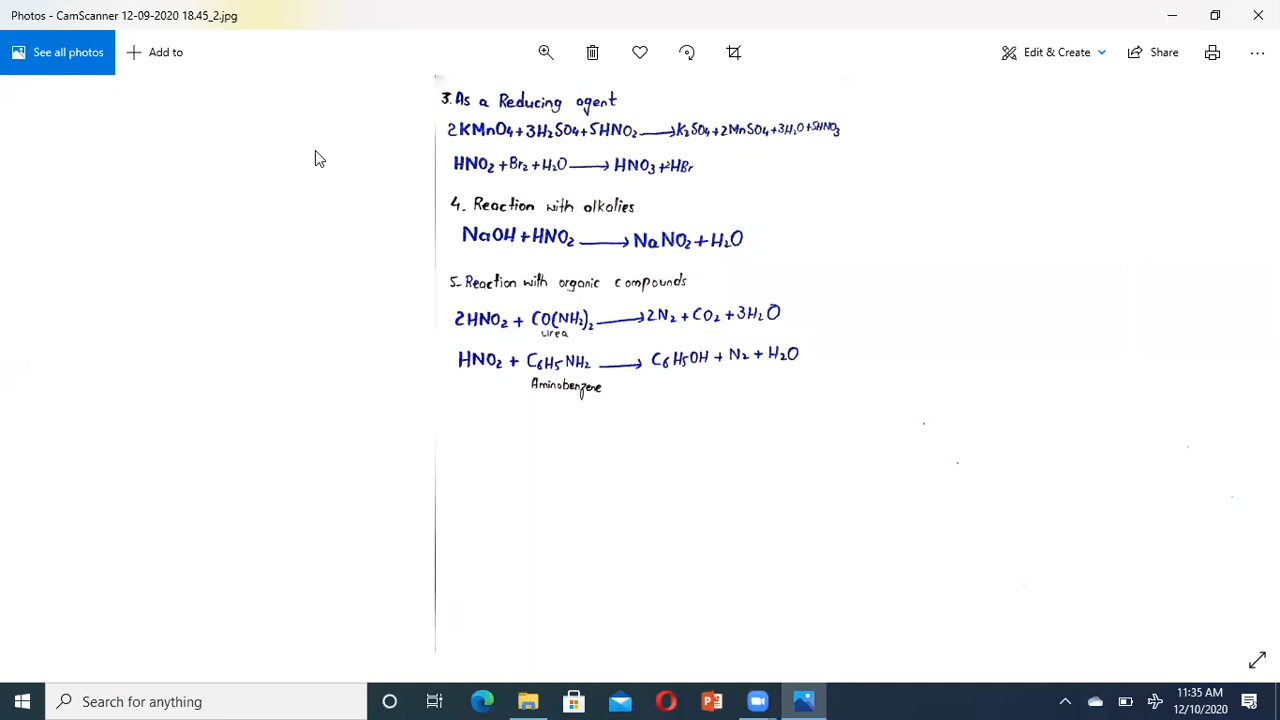 Photos - CamScanner 12-09-2020 18.45_2.jpg
See all photos
Add to
Edit & Create
Share
3. As a Reducing agent
2KMnO4+3H2SO4+5HNO2 → K2SO4+2MnSO4+3H2O+5HNO3
HNO2 +Br2 +H2O → HNO3 +2HBr
4. Reaction with alkalies
NaOH + HNO2 → NaNO2 + H2O
5- Reaction with organic compounds
2HNO2 + CO(NH2)2 → 2N2 + CO2 + 3H2O
urea
HNO2 + C6H5NH2 → C6H5OH + N2 + H2O
Aminobenzene
Search for anything
11:35 AM
12/10/2020